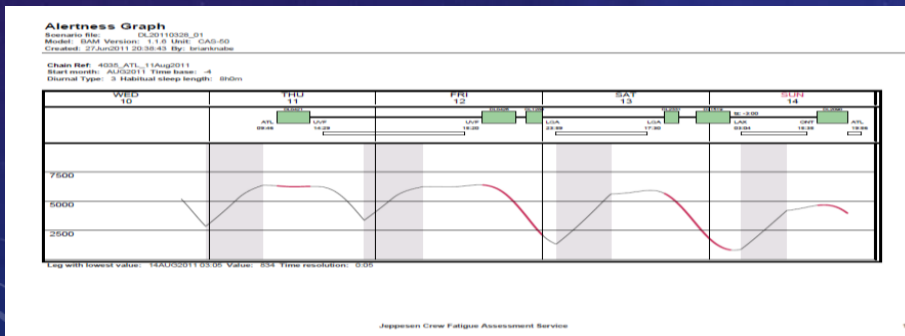 Alertness Graph
Scenario file: DL20110328_01
Model: BAM Version: 1.1.6 Unit: CAS-50
Created: 27Jun2011 20:38:43 By: brianknabe
Chain Ref: 4035_ATL_11Aug2011
Start month: AUG2011 Time base: -4
Diurnal Type: 3 Habitual sleep length: 8h0m
WED THU FRI SAT SUN
10 11 12 13 14
ATL UVF UVF LGA LGA LAX ONT ATL
7500
5000
2500
Leg with lowest value: 14AUG2011 03:05 Value: 834 Time resolution: 0:05
Jeppesen Crew Fatigue Assessment Service